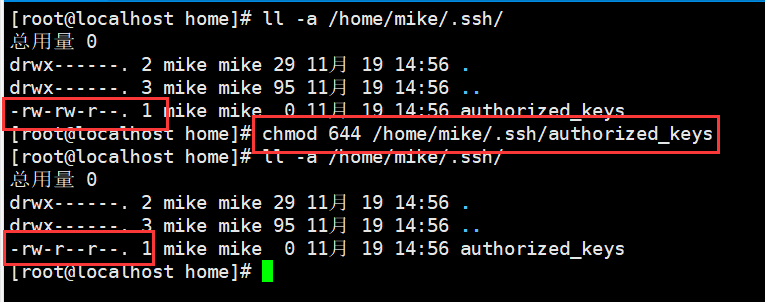 [root@localhost home]# ll -a /home/mike/.ssh/
总用量 0
drwx------. 2 mike mike 29 11月 19 14:56 .
drwx------. 3 mike mike 95 11月 19 14:56 ..
-rw-rw-r--. 1 mike mike  0 11月 19 14:56 authorized_keys
[root@localhost home]# chmod 644 /home/mike/.ssh/authorized_keys
[root@localhost home]# ll -a /home/mike/.ssh/
总用量 0
drwx------. 2 mike mike 29 11月 19 14:56 .
drwx------. 3 mike mike 95 11月 19 14:56 ..
-rw-r--r--. 1 mike mike  0 11月 19 14:56 authorized_keys
[root@localhost home]#